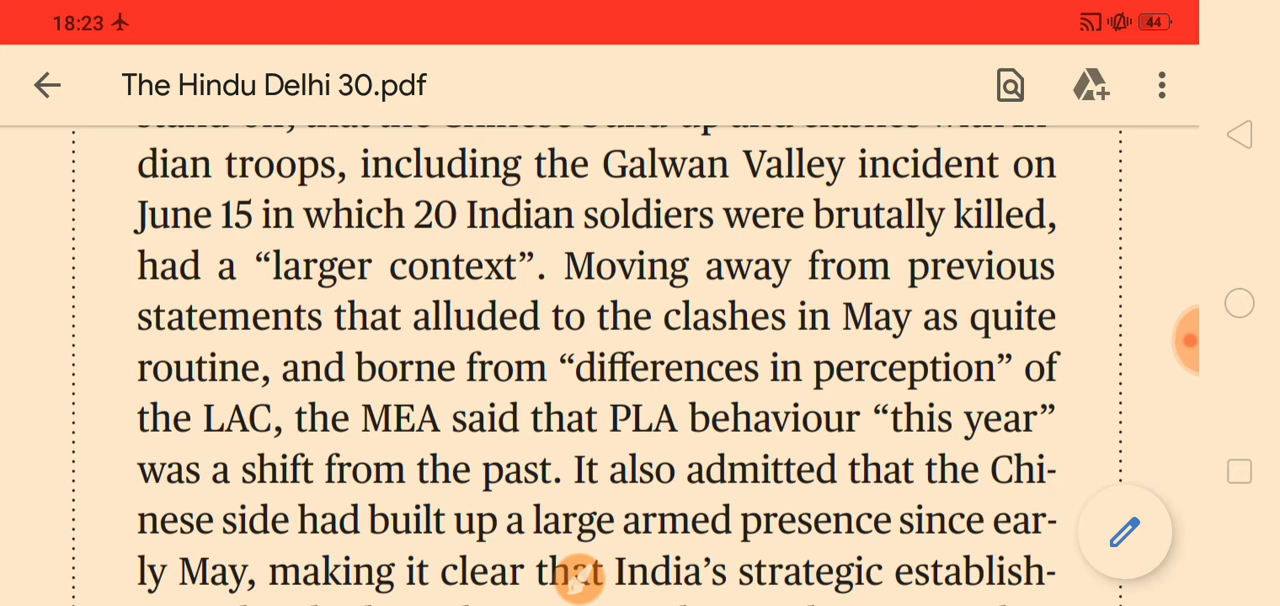 18:23
44
The Hindu Delhi 30.pdf
dian troops, including the Galwan Valley incident on
June 15 in which 20 Indian soldiers were brutally killed,
had a “larger context”. Moving away from previous
statements that alluded to the clashes in May as quite
routine, and borne from “differences in perception” of
the LAC, the MEA said that PLA behaviour “this year”
was a shift from the past. It also admitted that the Chi-
nese side had built up a large armed presence since ear-
ly May, making it clear that India’s strategic establish-